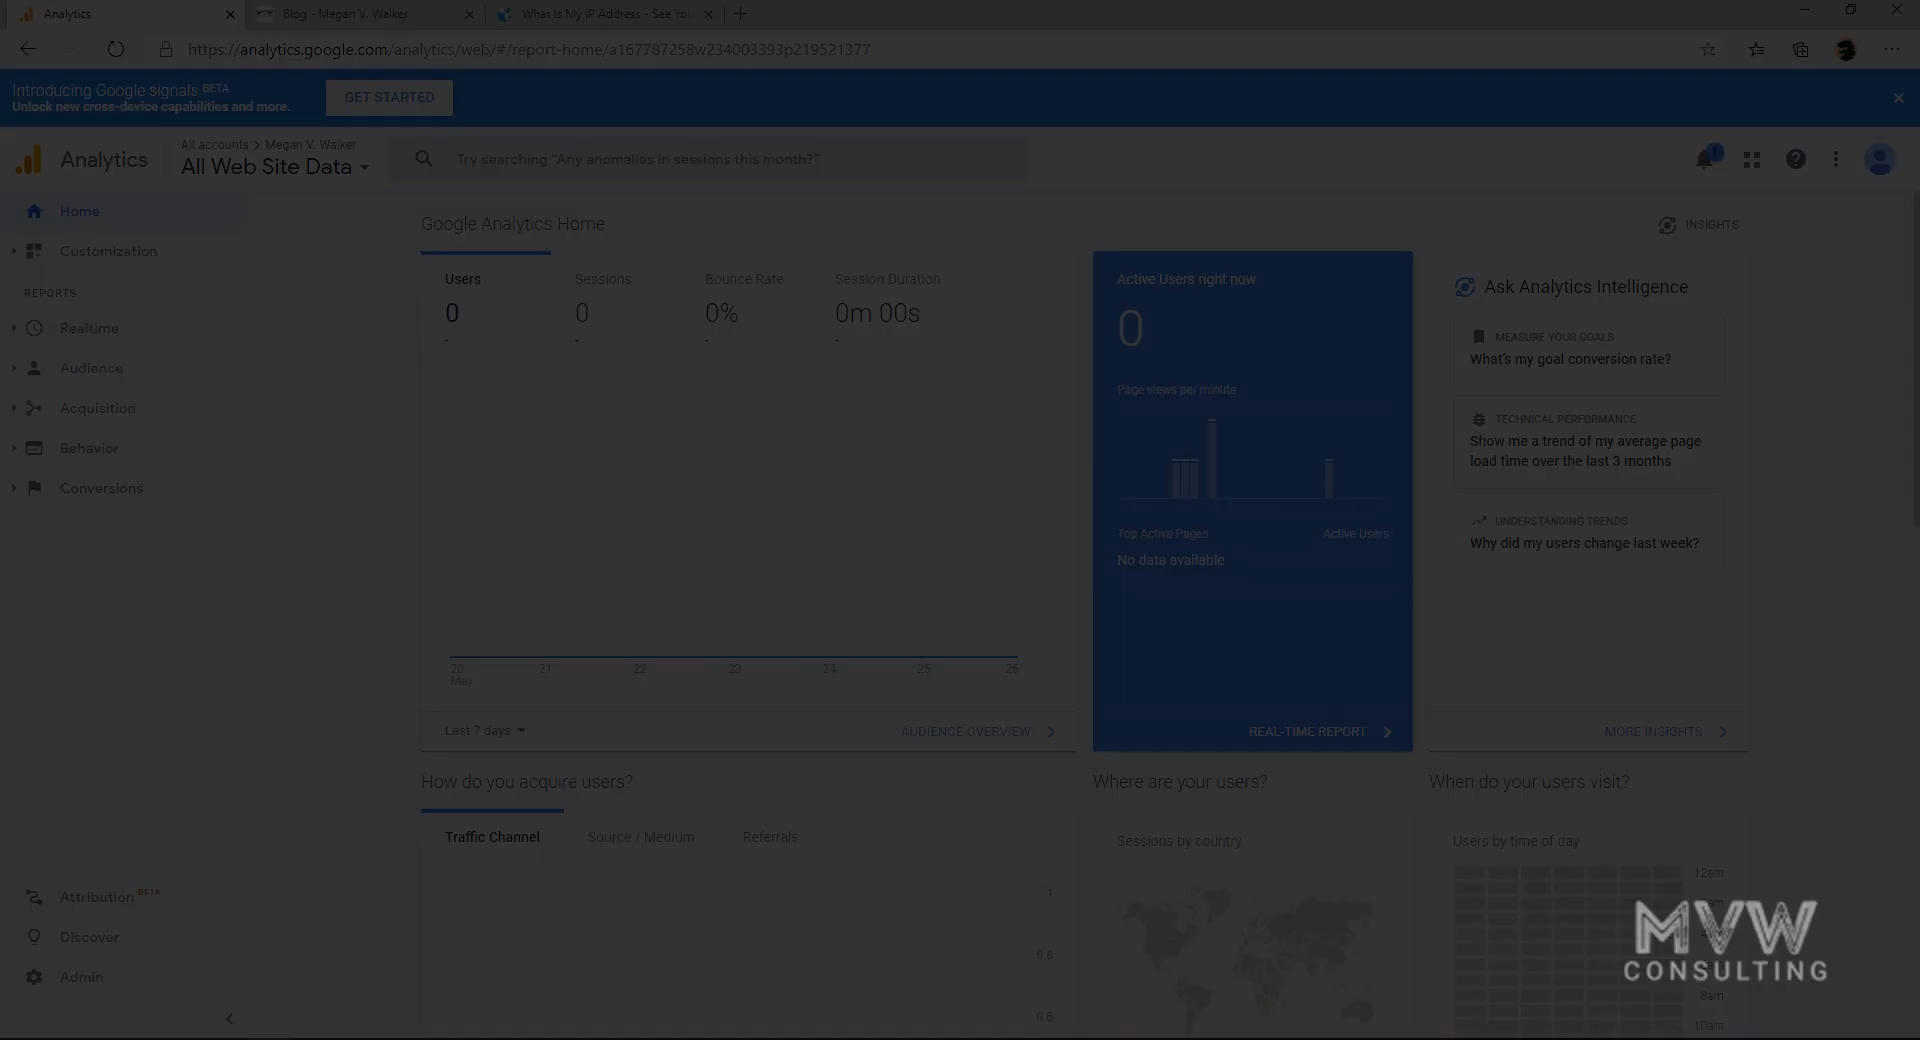 Analytics
Blog - Megan V. Walker
What Is My IP Address - See Yo
https://analytics.google.com/analytics/web/#/report-home/a167787258w234003393p219521377
Introducing Google signals BETA
Unlock new cross-device capabilities and more.
GET STARTED
Analytics
All accounts > Megan V. Walker
All Web Site Data
Try searching “Any anomalies in sessions this month?”
Home
Customization
REPORTS
Realtime
Audience
Acquisition
Behavior
Conversions
Attribution BETA
Discover
Admin
Google Analytics Home
INSIGHTS
Users
Sessions
Bounce Rate
Session Duration
0
0
0%
0m 00s
-
-
-
-
20
21
22
23
24
25
26
May
Last 7 days
AUDIENCE OVERVIEW
Active Users right now
0
Page views per minute
Top Active Pages
Active Users
No data available
REAL-TIME REPORT
Ask Analytics Intelligence
MEASURE YOUR GOALS
What's my goal conversion rate?
TECHNICAL PERFORMANCE
Show me a trend of my average page
load time over the last 3 months
UNDERSTANDING TRENDS
Why did my users change last week?
MORE INSIGHTS
How do you acquire users?
Traffic Channel
Source / Medium
Referrals
1
0.8
0.6
Where are your users?
Sessions by country
When do your users visit?
Users by time of day
12am
8am
10am
MVW
CONSULTING